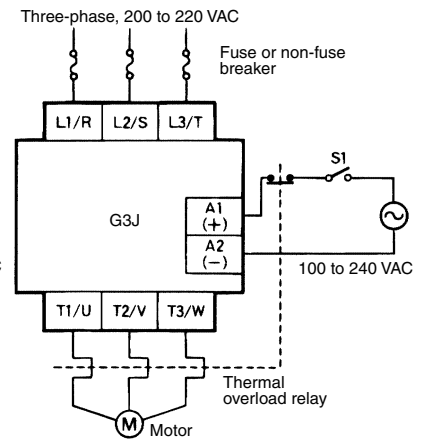 Three-phase, 200 to 220 VAC
Fuse or non-fuse
breaker
L1/R L2/S L3/T
S1
A1
(+)
G3J
A2
(−)
100 to 240 VAC
T1/U T2/V T3/W
Thermal
overload relay
M
Motor